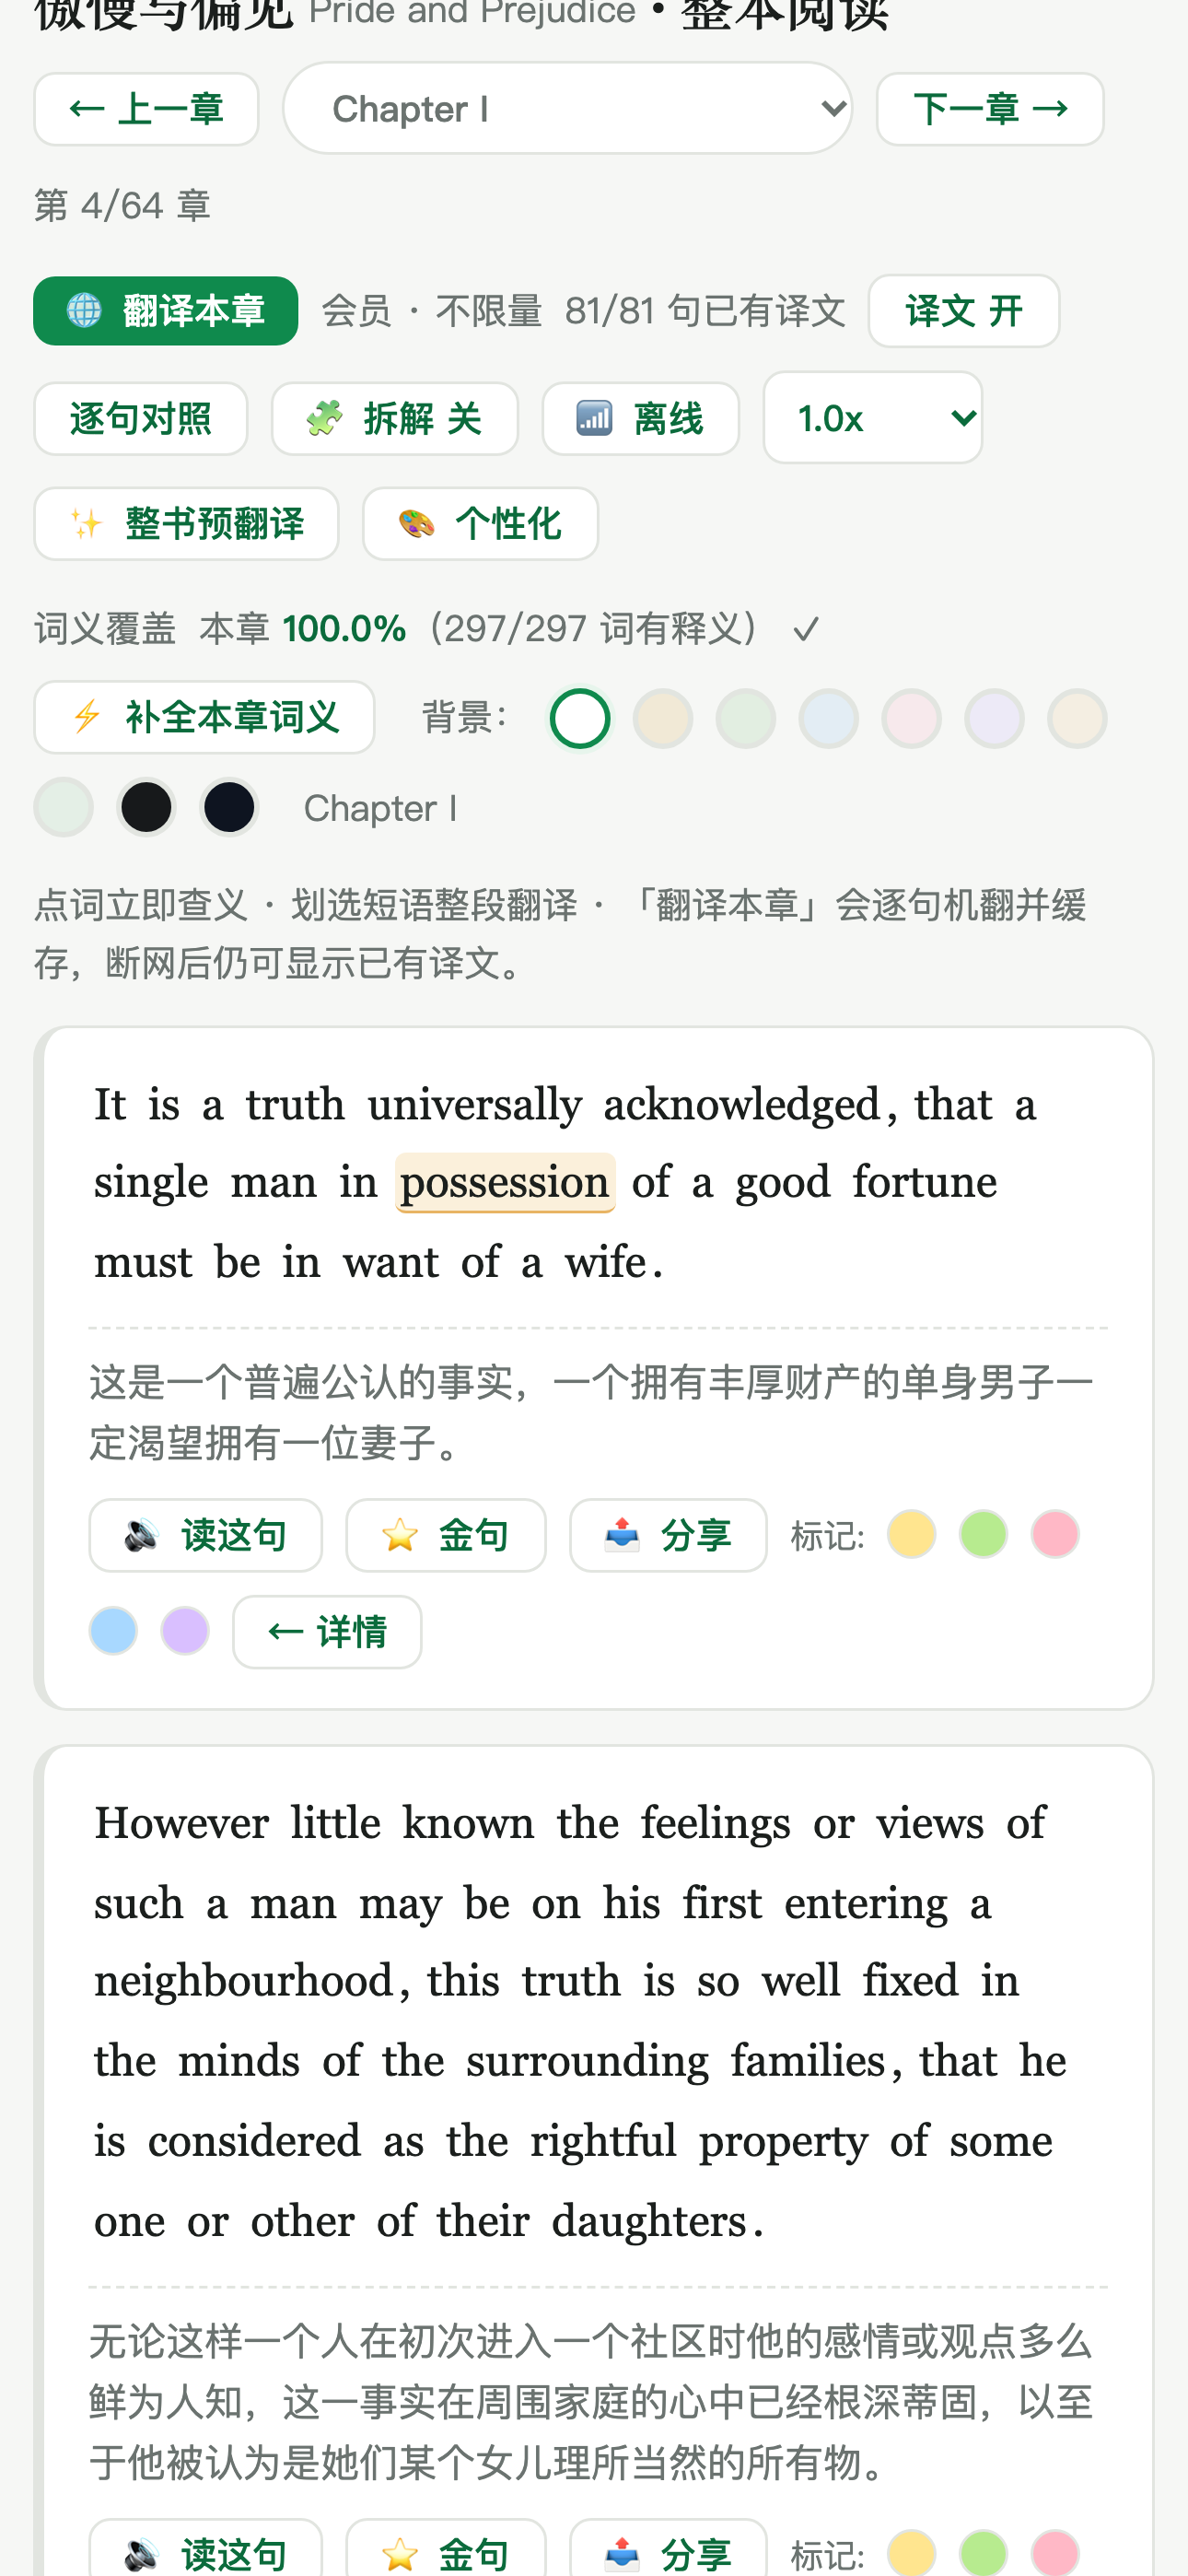 傲慢与偏见 Pride and Prejudice • 整本阅读
← 上一章 Chapter I 下一章 →
第 4/64 章
翻译本章 会员 · 不限量 81/81 句已有译文 译文 开
逐句对照 拆解 关 离线 1.0x
整书预翻译 个性化
词义覆盖 本章 100.0%（297/297 词有释义） ✓
补全本章词义 背景：
Chapter I
点词立即查义 · 划选短语整段翻译 · 「翻译本章」会逐句机翻并缓
存，断网后仍可显示已有译文。
It is a truth universally acknowledged, that a
single man in possession of a good fortune
must be in want of a wife.
这是一个普遍公认的事实，一个拥有丰厚财产的单身男子一
定渴望拥有一位妻子。
读这句 金句 分享 标记:
← 详情
However little known the feelings or views of
such a man may be on his first entering a
neighbourhood, this truth is so well fixed in
the minds of the surrounding families, that he
is considered as the rightful property of some
one or other of their daughters.
无论这样一个人在初次进入一个社区时他的感情或观点多么
鲜为人知，这一事实在周围家庭的心中已经根深蒂固，以至
于他被认为是她们某个女儿理所当然的所有物。
读这句 金句 分享 标记: